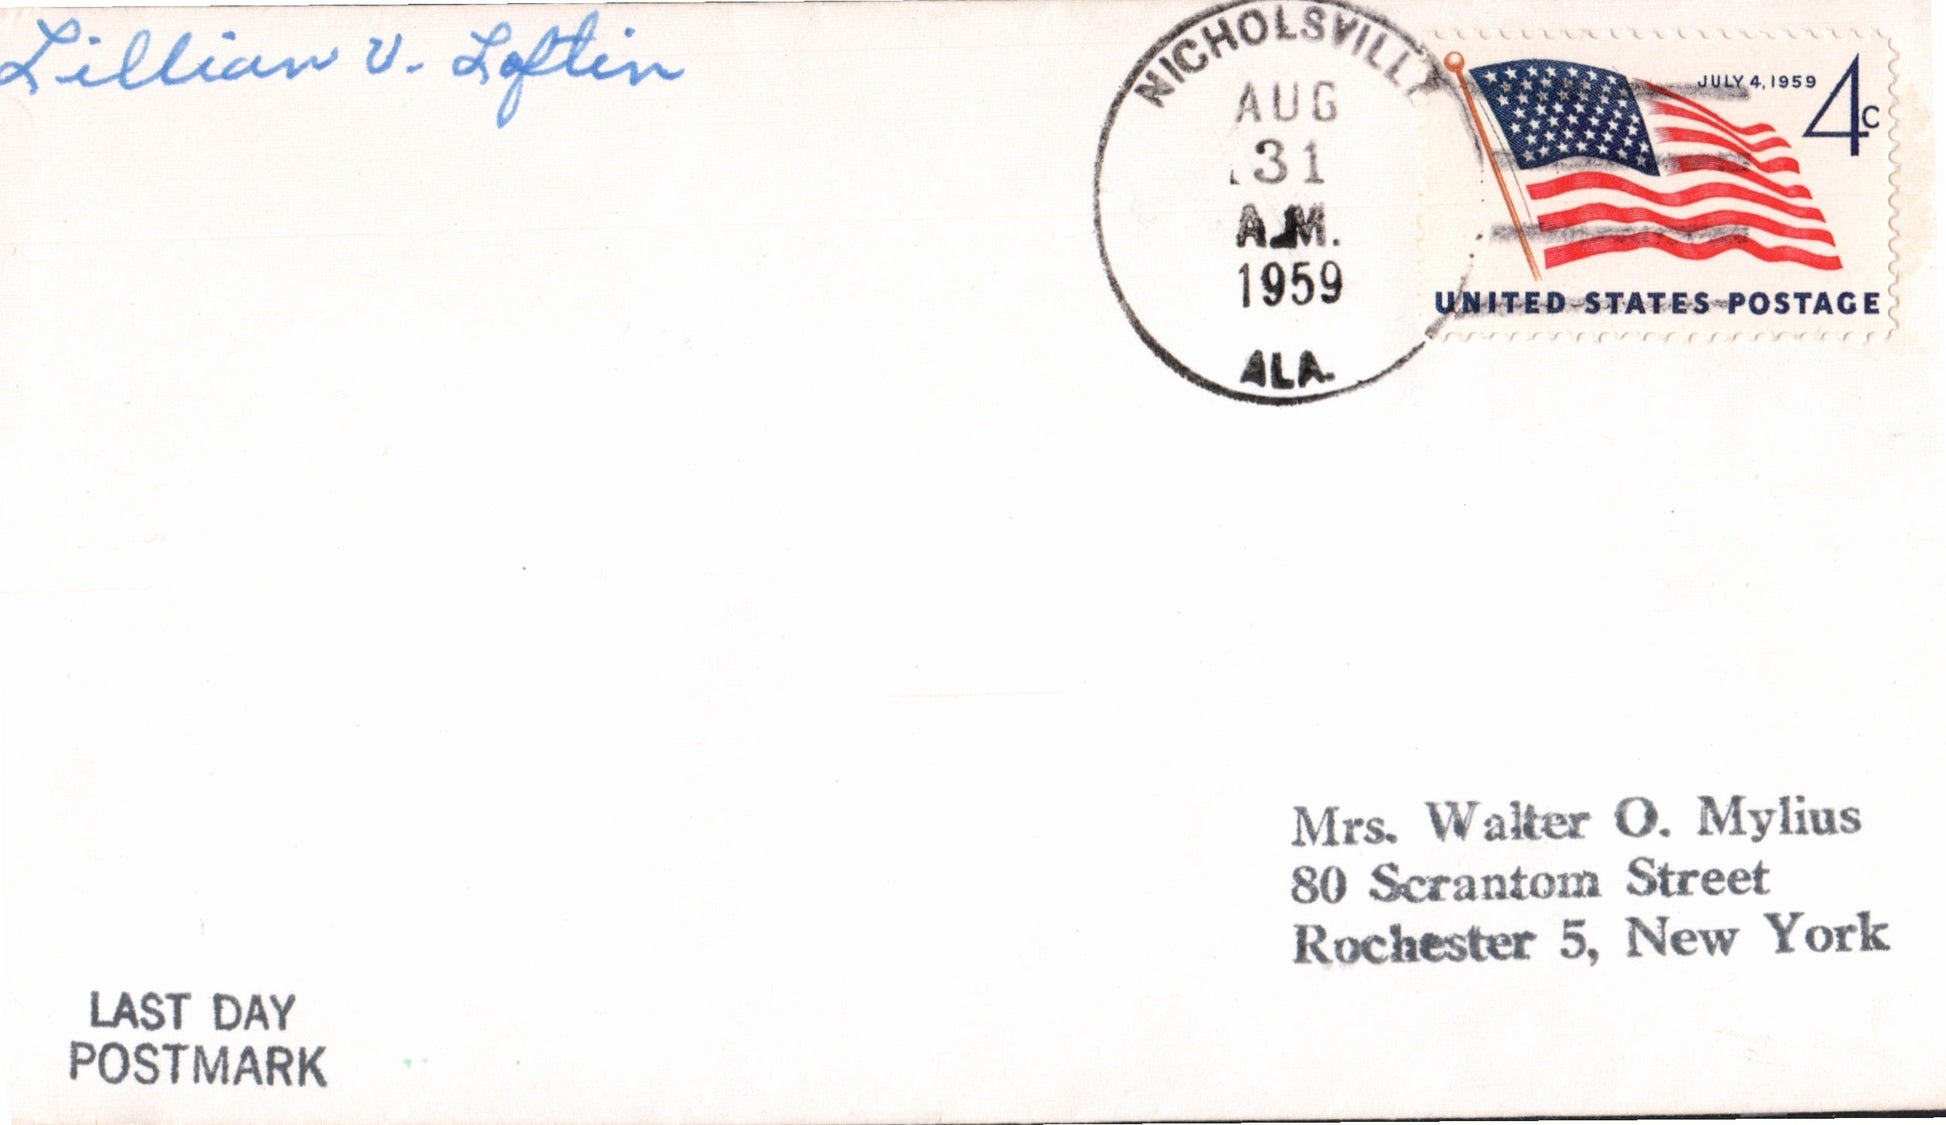 Lillian V. Loftin
NICHOLSVILLE
AUG
31
A.M.
1959
ALA.
JULY 4, 1959
4c
UNITED STATES POSTAGE
Mrs. Walter O. Mylius
80 Scrantom Street
Rochester 5, New York
LAST DAY
POSTMARK